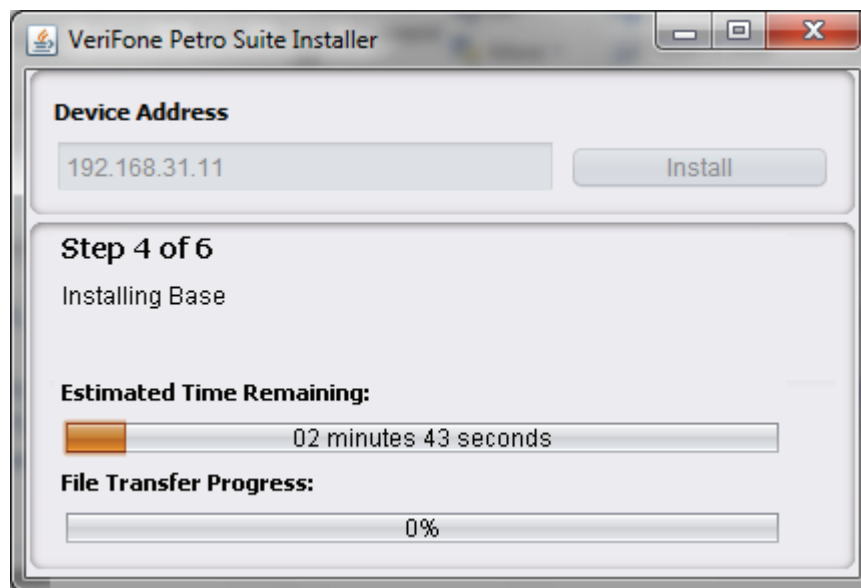 VeriFone Petro Suite Installer
Device Address
192.168.31.11
Install
Step 4 of 6
Installing Base
Estimated Time Remaining:
02 minutes 43 seconds
File Transfer Progress:
0%